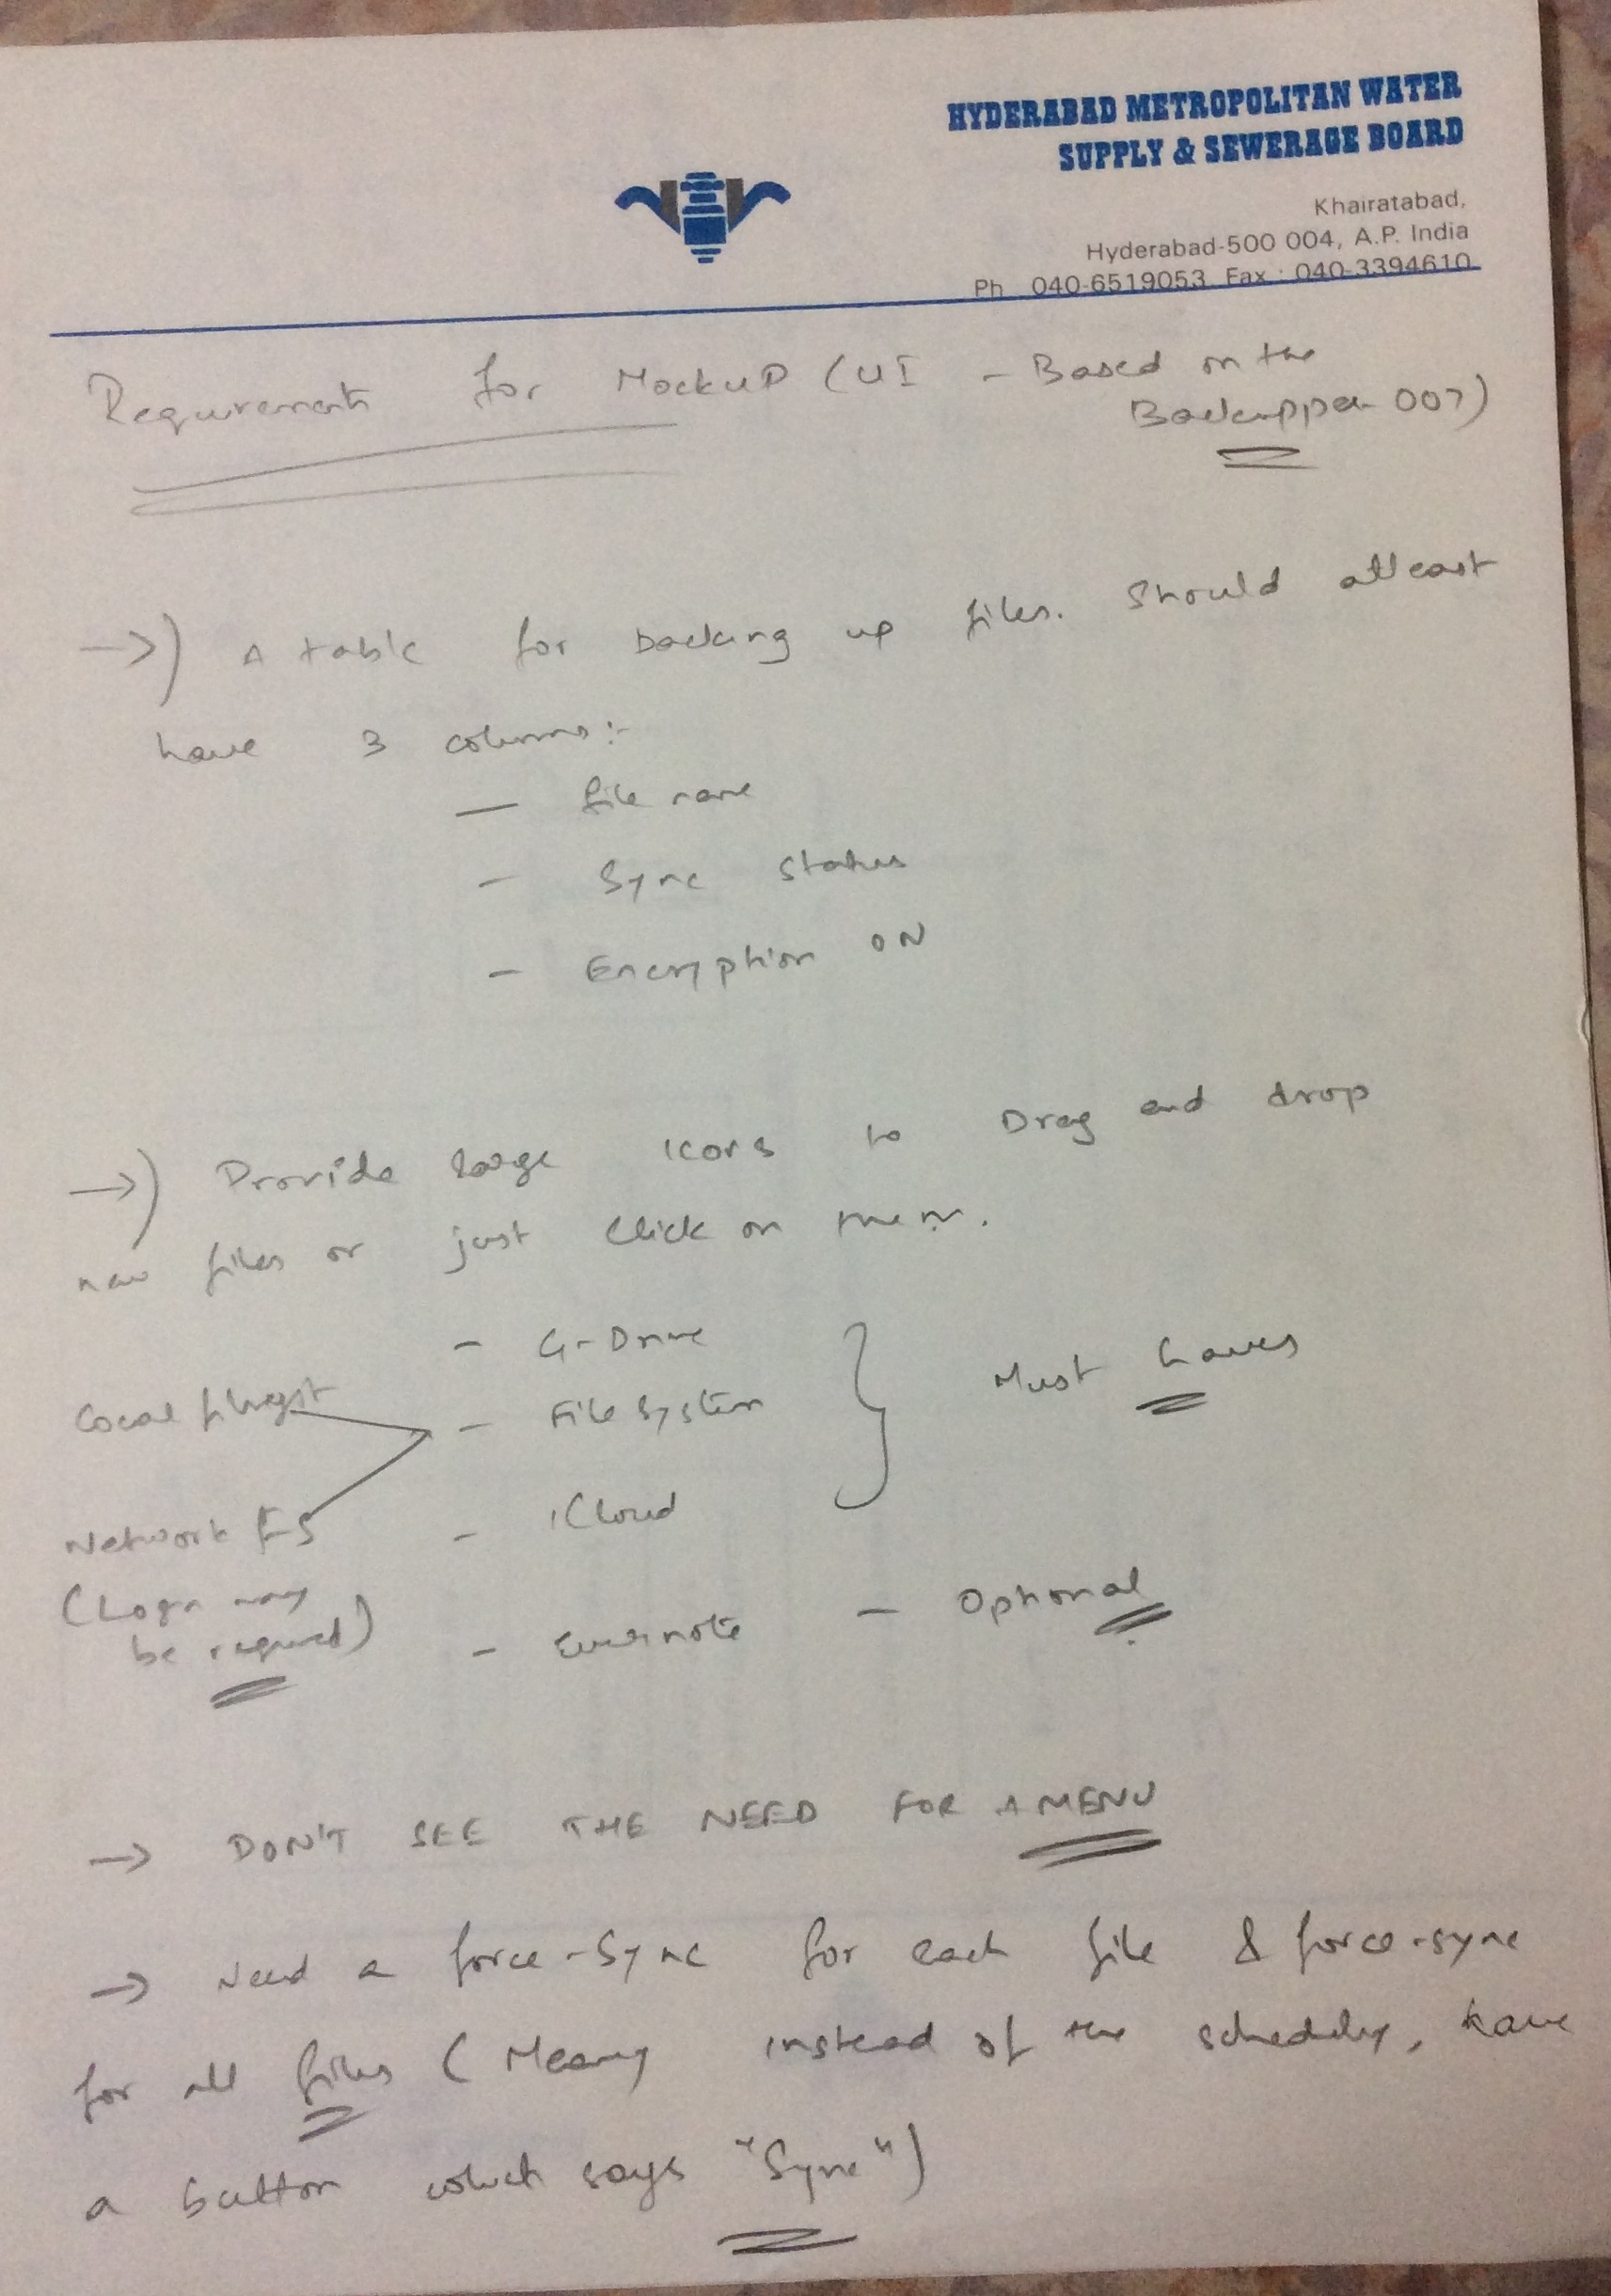 HYDERABAD METROPOLITAN WATER
SUPPLY & SEWERAGE BOARD
Khairatabad,
Hyderabad-500 004, A.P. India
Ph 040-6519053 Fax : 040-3394610
Requirements for MockUP (UI - Based on the
Backupper 007)
→) A table for backing up files. Should atleast
have 3 columns:-
— file name
- Sync status
- Encryption ON
→) Provide large icons to Drag and drop
new files or just click on them.
- G-Drive
Local
- File System
} Must haves
Network FS
- iCloud
(Login may
be required)
- Evernote - Optional
→ DON'T SEE THE NEED FOR A MENU
→ Need a force-sync for each file & force-sync
for all files ( instead of the , have
a button which says "Sync")